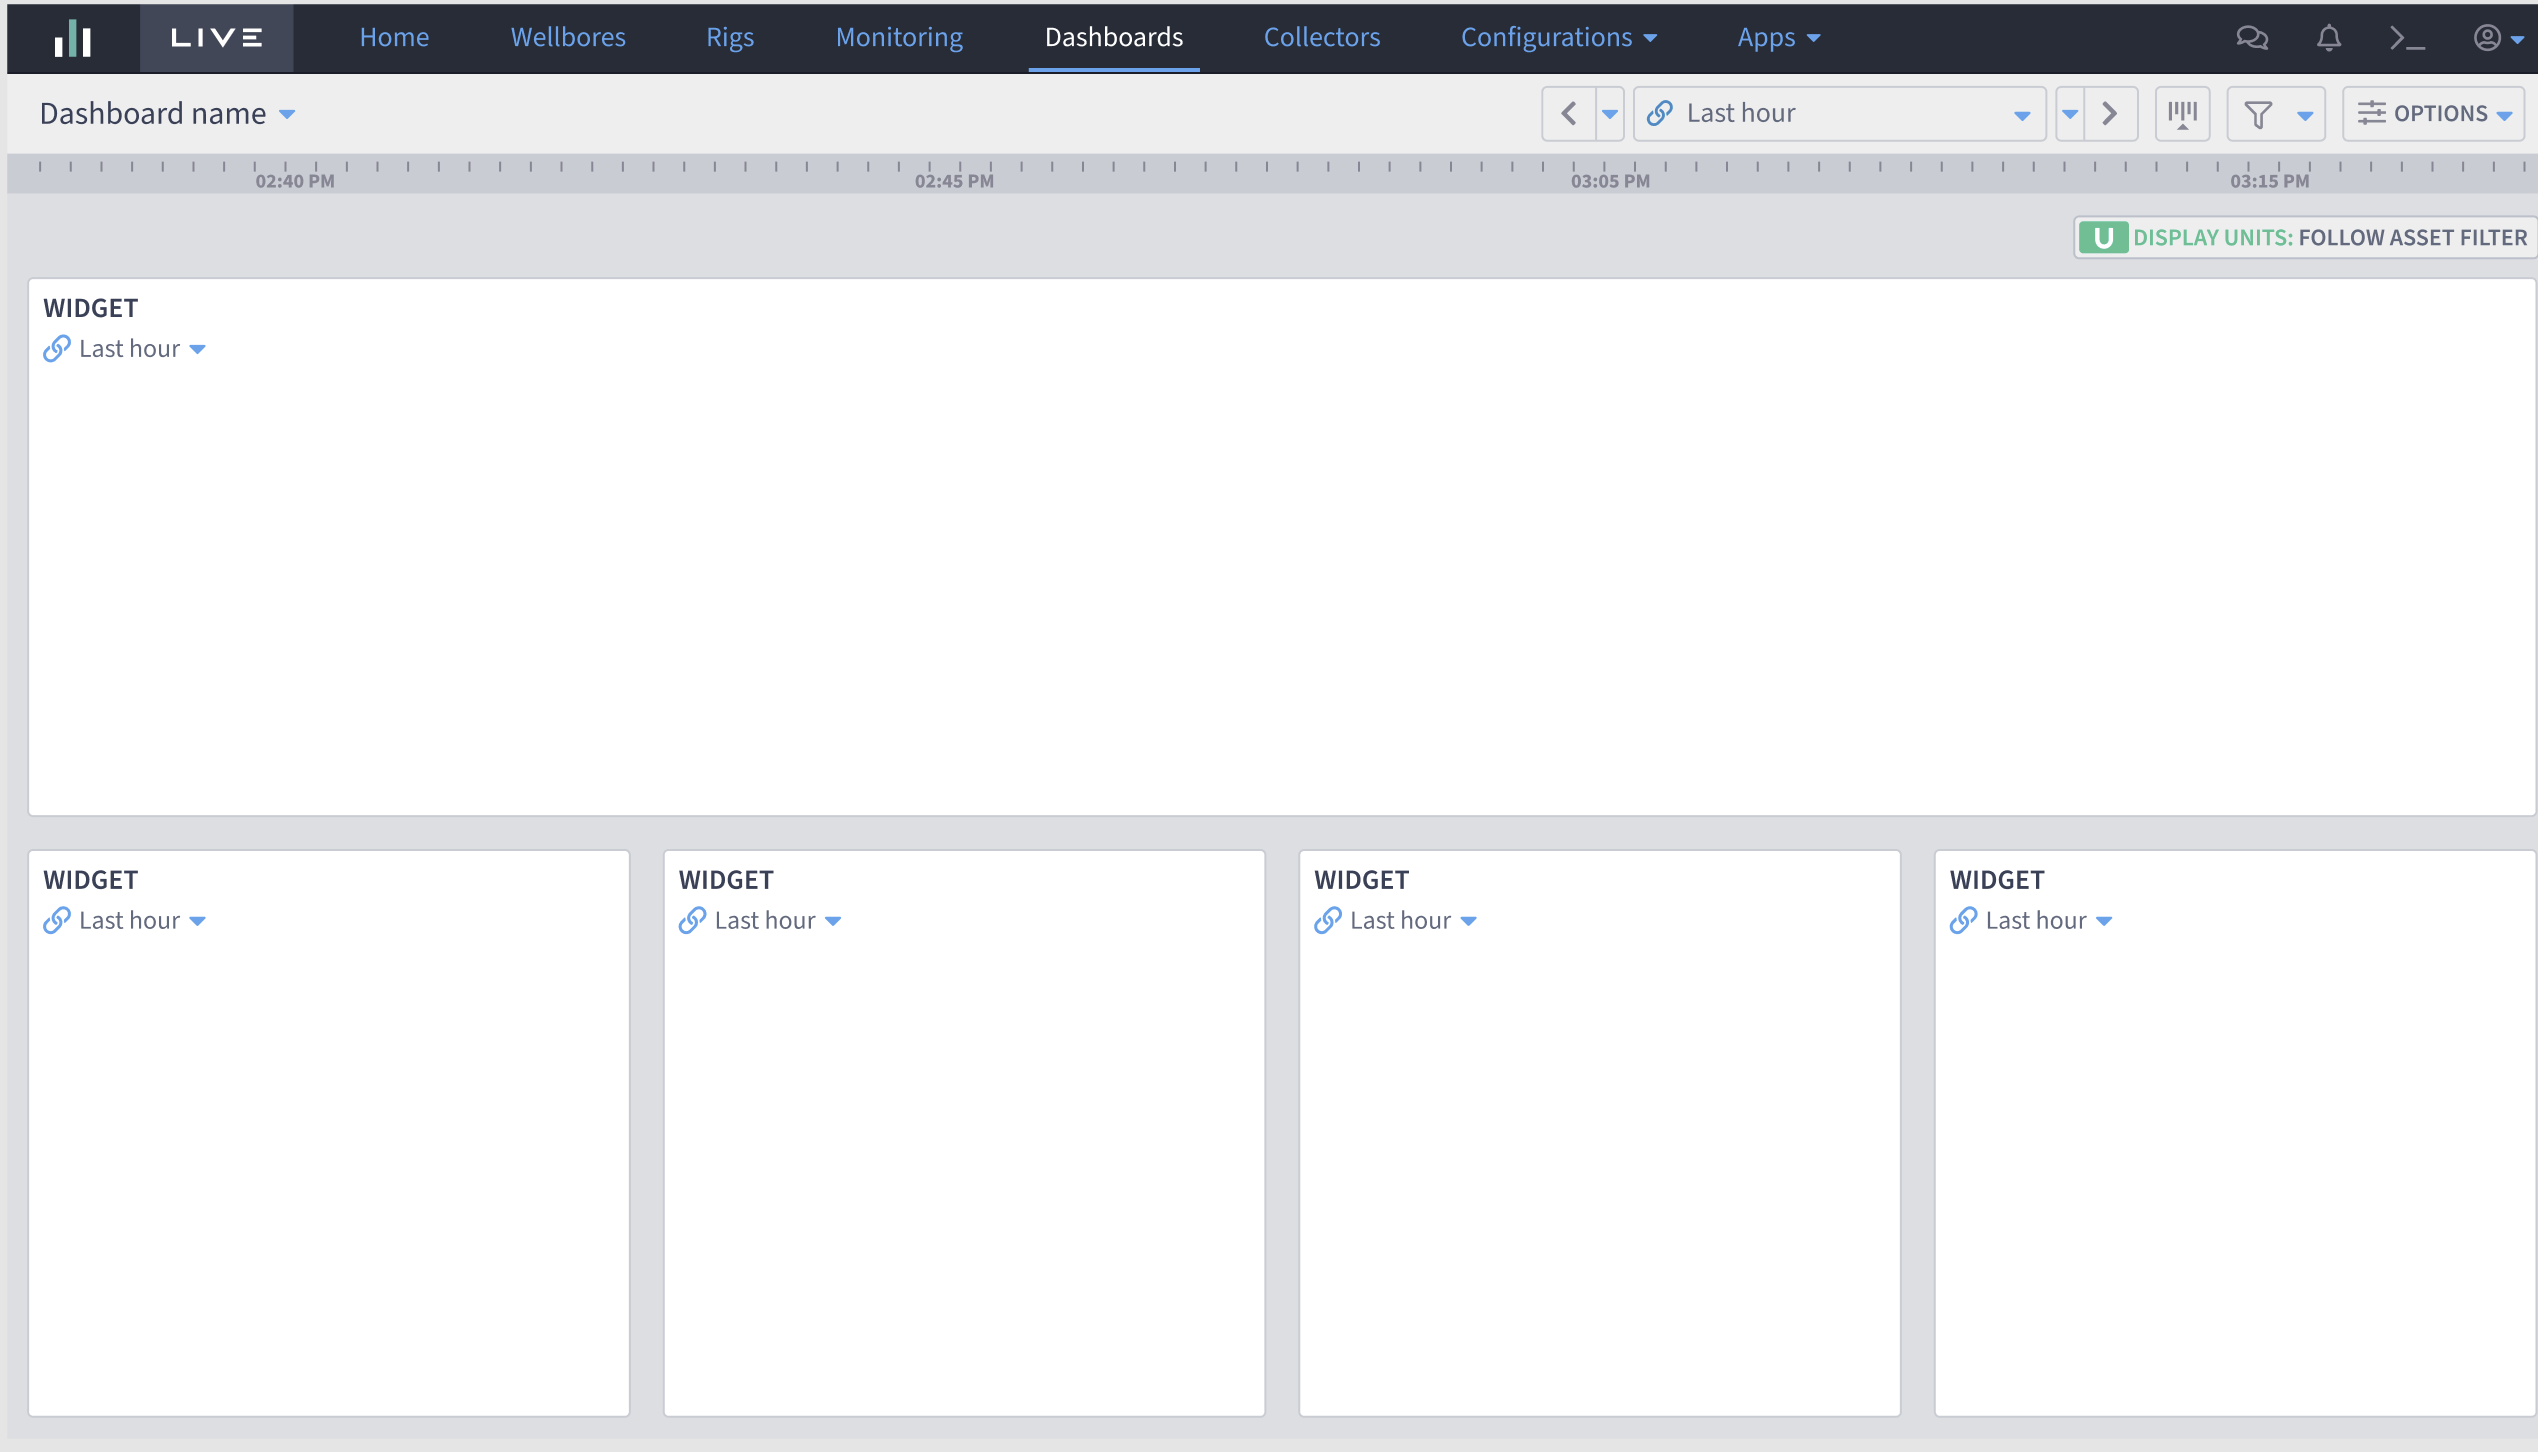 LIVE Home Wellbores Rigs Monitoring Dashboards Collectors Configurations Apps
Dashboard name Last hour OPTIONS
02:40 PM 02:45 PM 03:05 PM 03:15 PM
U DISPLAY UNITS: FOLLOW ASSET FILTER
WIDGET
Last hour
WIDGET WIDGET WIDGET WIDGET
Last hour Last hour Last hour Last hour